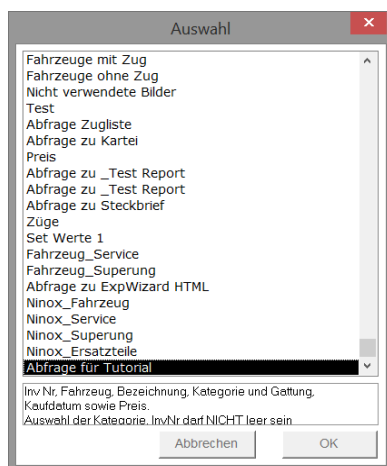 Auswahl
Fahrzeuge mit Zug
Fahrzeuge ohne Zug
Nicht verwendete Bilder
Test
Abfrage Zugliste
Abfrage zu Kartei
Preis
Abfrage zu _Test Report
Abfrage zu _Test Report
Abfrage zu Steckbrief
Züge
Set Werte 1
Fahrzeug_Service
Fahrzeug_Superung
Abfrage zu ExpWizard HTML
Ninox_Fahrzeug
Ninox_Service
Ninox_Superung
Ninox_Ersatzteile
Abfrage für Tutorial
Inv Nr, Fahrzeug, Bezeichnung, Kategorie und Gattung,
Kaufdatum sowie Preis.
Auswahl der Kategorie. InvNr darf NICHT leer sein
Abbrechen
OK